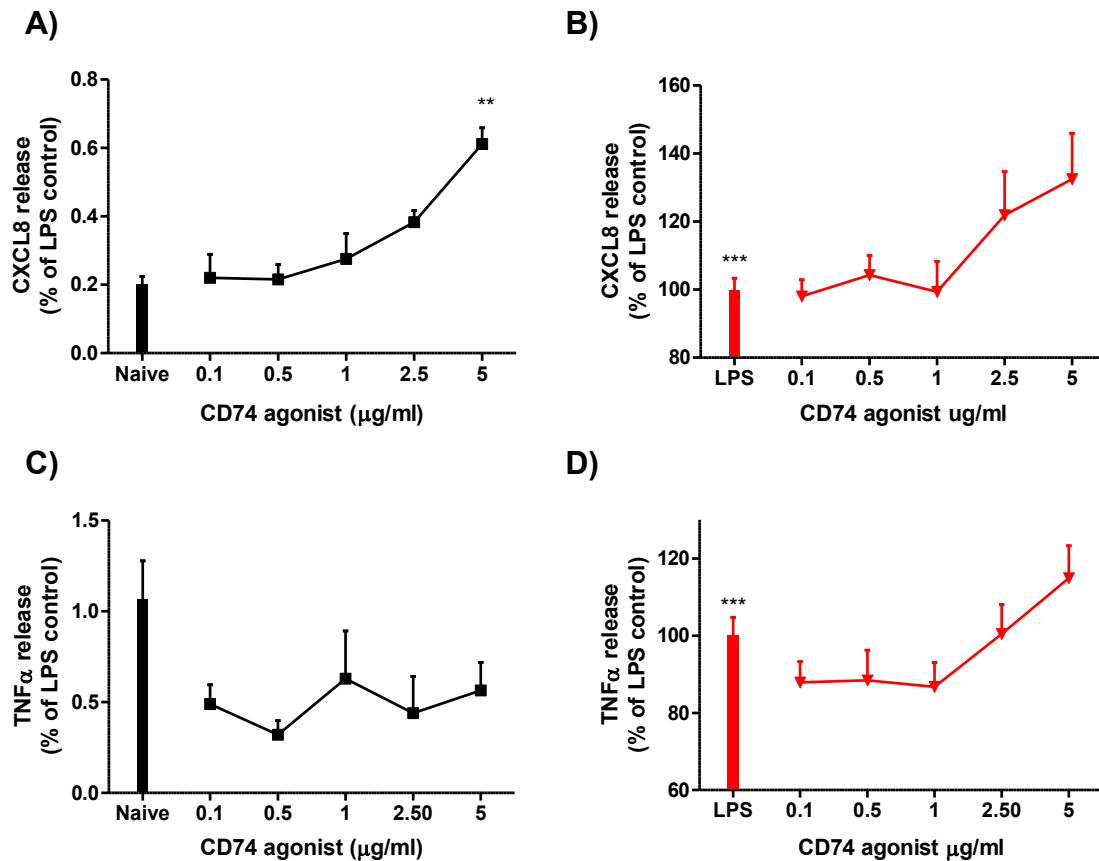 A)
CXCL8 release
(% of LPS control)
0.8
0.6
0.4
0.2
0.0
**
Naive 0.1 0.5 1 2.5 5
CD74 agonist (μg/ml)
B)
CXCL8 release
(% of LPS control)
160
140
120
100
80
***
LPS 0.1 0.5 1 2.5 5
CD74 agonist ug/ml
C)
TNFα release
(% of LPS control)
1.5
1.0
0.5
0.0
Naive 0.1 0.5 1 2.50 5
CD74 agonist (μg/ml)
D)
TNFα release
(% of LPS control)
120
100
80
60
***
LPS 0.1 0.5 1 2.50 5
CD74 agonist μg/ml